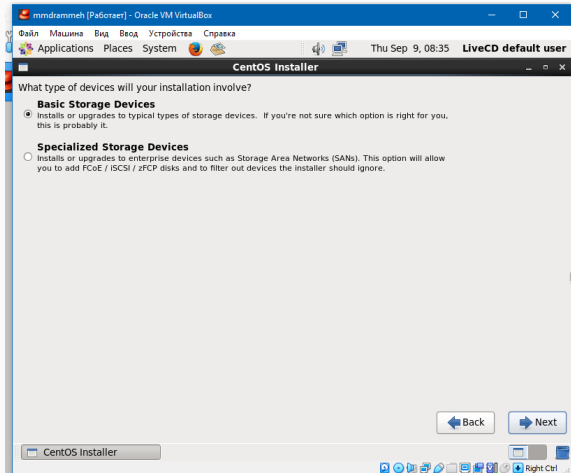 mmdrammeh [Работает] - Oracle VM VirtualBox
Файл Машина Вид Ввод Устройства Справка
Applications Places System Thu Sep 9, 08:35 LiveCD default user
CentOS Installer
What type of devices will your installation involve?
Basic Storage Devices
Installs or upgrades to typical types of storage devices. If you're not sure which option is right for you,
this is probably it.
Specialized Storage Devices
Installs or upgrades to enterprise devices such as Storage Area Networks (SANs). This option will allow
you to add FCoE / iSCSI / zFCP disks and to filter out devices the installer should ignore.
Back Next
CentOS Installer
Right Ctrl